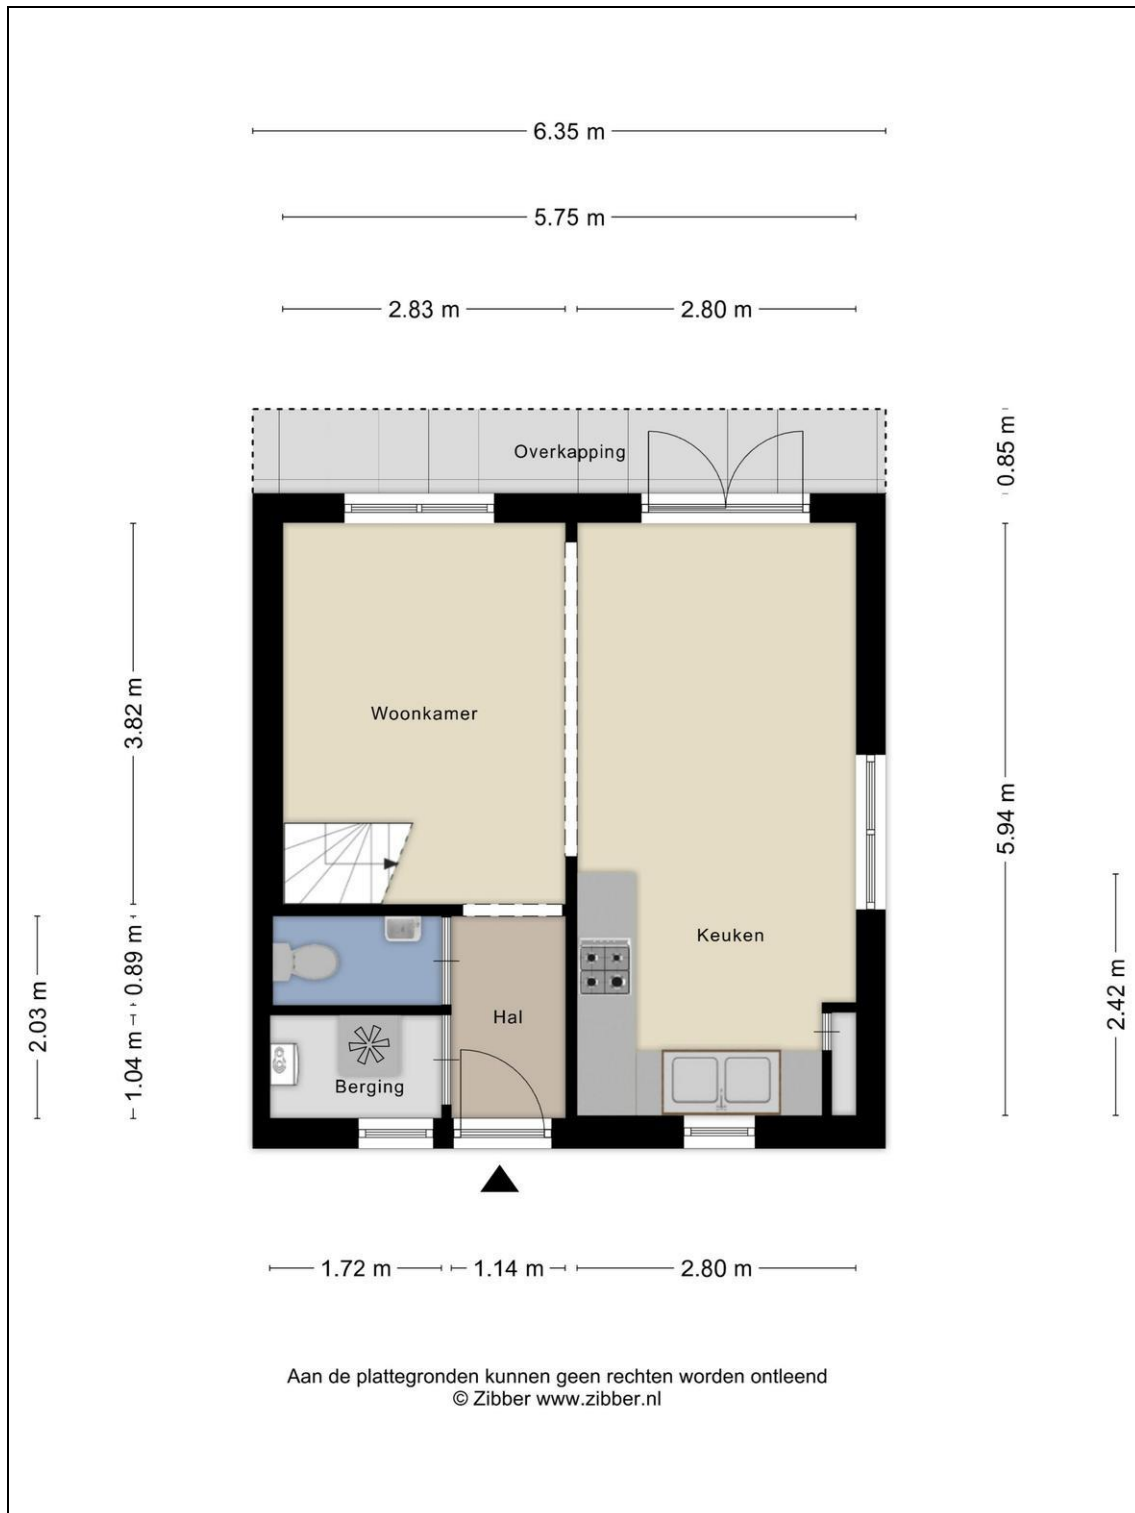 6.35 m
5.75 m
2.83 m
2.80 m
Overkapping
0.85 m
3.82 m
Woonkamer
5.94 m
Keuken
0.89 m
2.03 m
2.42 m
Hal
1.04 m
Berging
1.72 m
1.14 m
2.80 m
Aan de plattegronden kunnen geen rechten worden ontleend
© Zibber www.zibber.nl